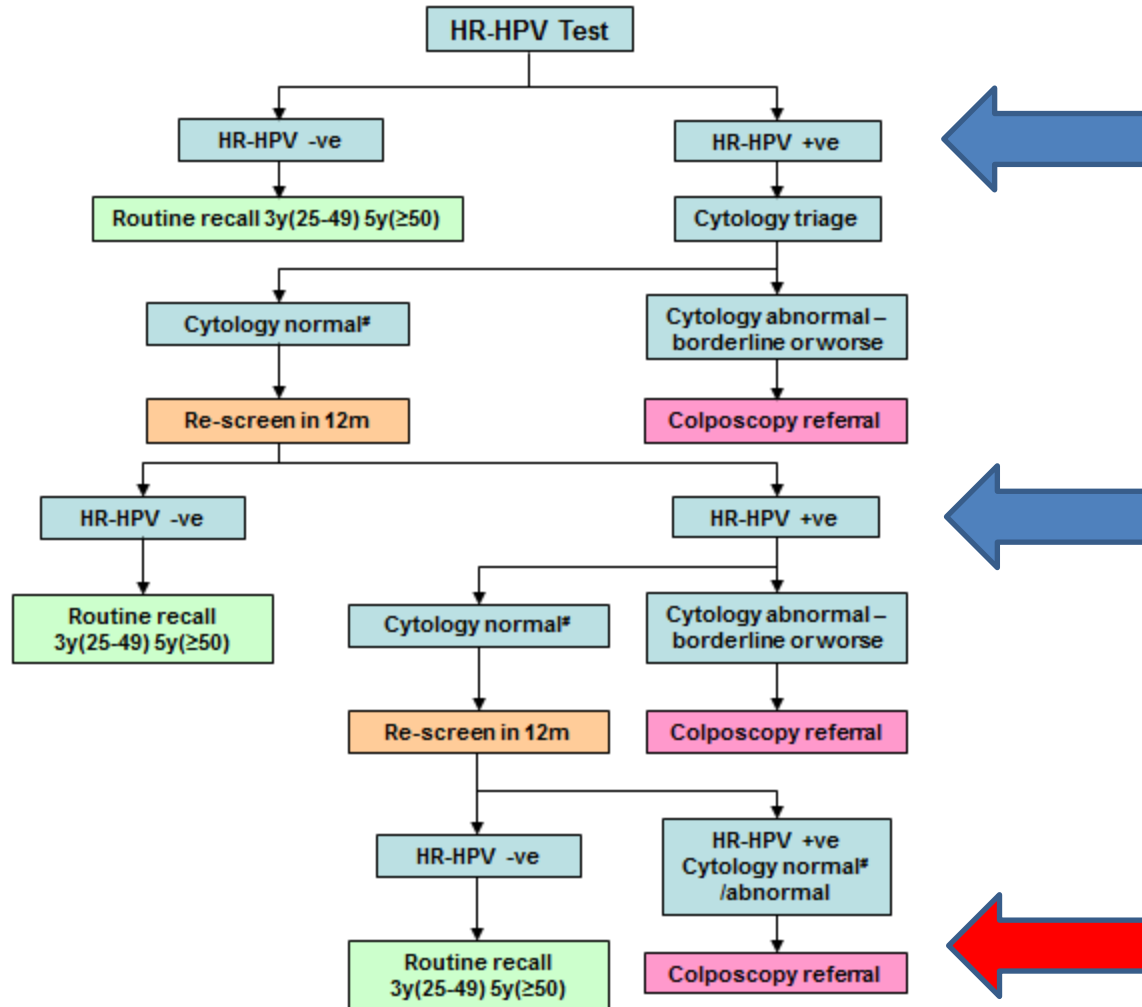 HR-HPV Test
HR-HPV -ve
HR-HPV +ve
Routine recall 3y(25-49) 5y(≥50)
Cytology triage
Cytology normal#
Cytology abnormal –
borderline or worse
Re-screen in 12m
Colposcopy referral
HR-HPV -ve
HR-HPV +ve
Routine recall
3y(25-49) 5y(≥50)
Cytology normal#
Cytology abnormal –
borderline or worse
Re-screen in 12m
Colposcopy referral
HR-HPV -ve
HR-HPV +ve
Cytology normal#
/abnormal
Routine recall
3y(25-49) 5y(≥50)
Colposcopy referral